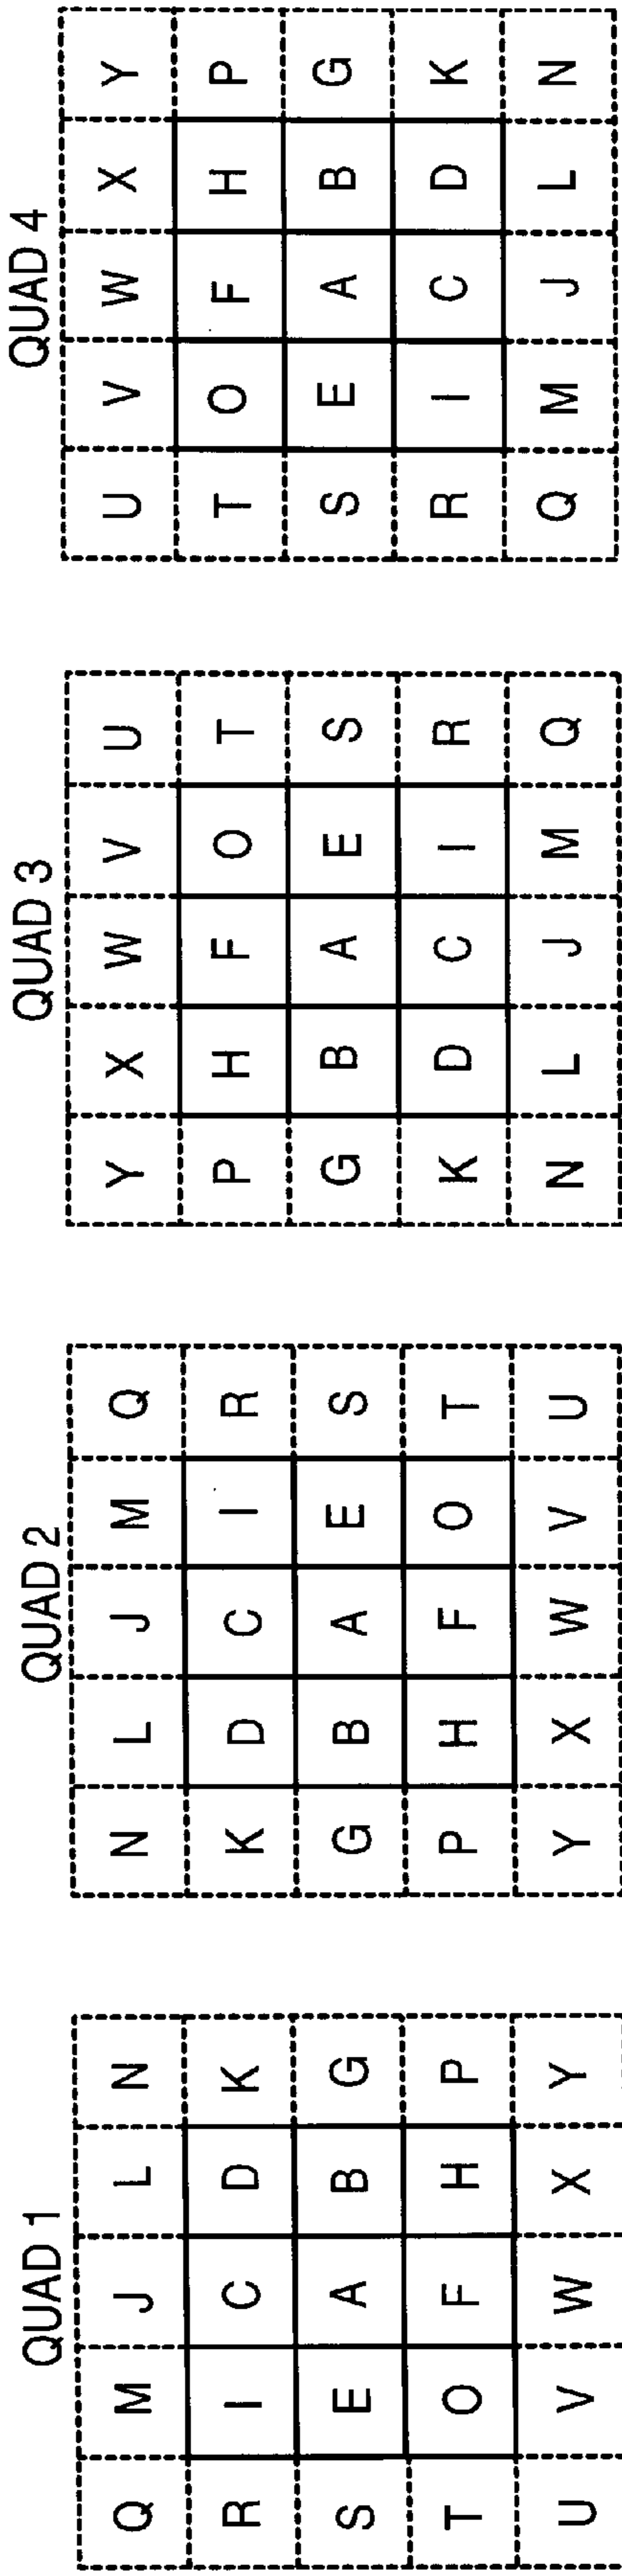 QUAD 1
Q M J L N
R I C D K
S E A B G
T O F H P
U V W X Y
QUAD 2
N L J M Q
K D C I R
G B A E S
P H F O T
Y X W V U
QUAD 3
Y X W V U
P H F O T
G B A E S
K D C I R
N L J M Q
QUAD 4
U V W X Y
T O F H P
S E A B G
R I C D K
Q M J L N